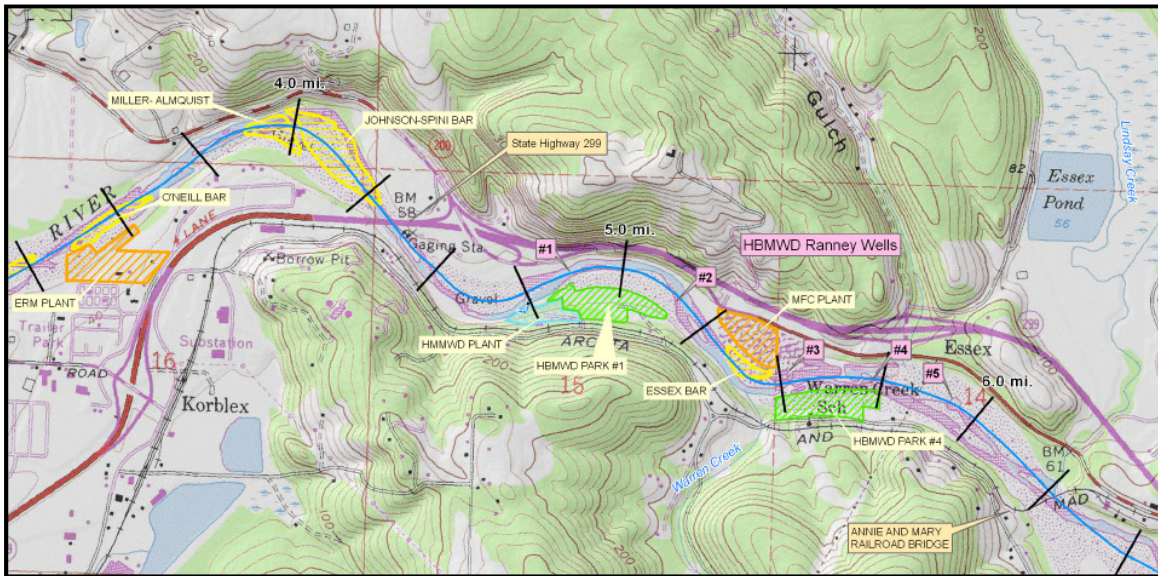 200
200
4.0 mi.
MILLER- ALMQUIST
JOHNSON-SPINI BAR
State Highway 299
200
Gulch
82
Essex
Pond
56
Lindsay Creek
O'NEILL BAR
RIVER
LANE
BM
58
Gaging Sta
Borrow Pit
#1
5.0 mi.
HBMWD Ranney Wells
#2
MFC PLANT
ERM PLANT
Gravel
Trailer
Park
Substation
HMMWD PLANT
ARCATA
200
HBMWD PARK #1
16
15
ROAD
Korblex
#3
#4
#5
Essex
299
6.0 mi.
14
ESSEX BAR
Warren Creek
Sch
AND
HBMWD PARK #4
Warren Creek
BM
61
MAD
100
ANNIE AND MARY
RAILROAD BRIDGE